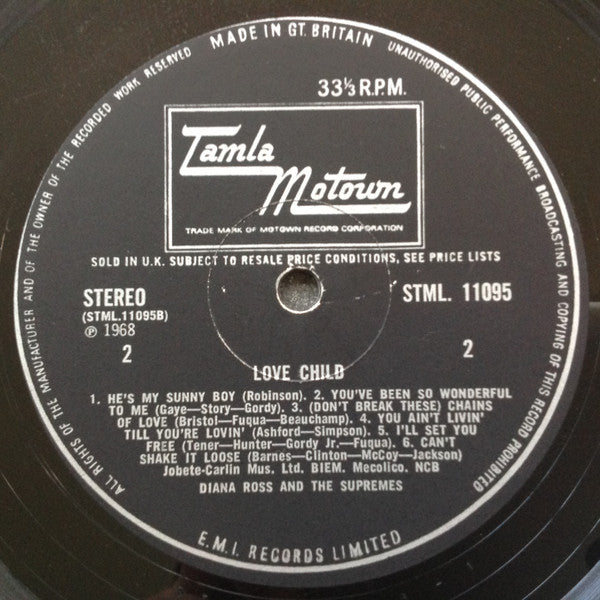 MADE IN GT. BRITAIN
UNAUTHORISED PUBLIC PERFORMANCE BROADCASTING AND COPYING OF THIS RECORD PROHIBITED
ALL RIGHTS OF THE MANUFACTURER AND OF THE OWNER OF THE RECORDED WORK RESERVED
33⅓ R.P.M.
Tamla
Motown
TRADE MARK OF MOTOWN RECORD CORPORATION
SOLD IN U.K. SUBJECT TO RESALE PRICE CONDITIONS, SEE PRICE LISTS
STEREO
(STML.11095B)
℗ 1968
2
STML. 11095
2
LOVE CHILD
1. HE'S MY SUNNY BOY (Robinson). 2. YOU'VE BEEN SO WONDERFUL
TO ME (Gaye—Story—Gordy). 3. (DON'T BREAK THESE) CHAINS
OF LOVE (Bristol—Fuqua—Beauchamp). 4. YOU AIN'T LIVIN'
TILL YOU'RE LOVIN' (Ashford—Simpson). 5. I'LL SET YOU
FREE (Tener—Hunter—Gordy Jr.—Fuqua). 6. CAN'T
SHAKE IT LOOSE (Barnes—Clinton—McCoy—Jackson)
Jobete-Carlin Mus. Ltd. BIEM. Mecolico. NCB
DIANA ROSS AND THE SUPREMES
E.M.I. RECORDS LIMITED